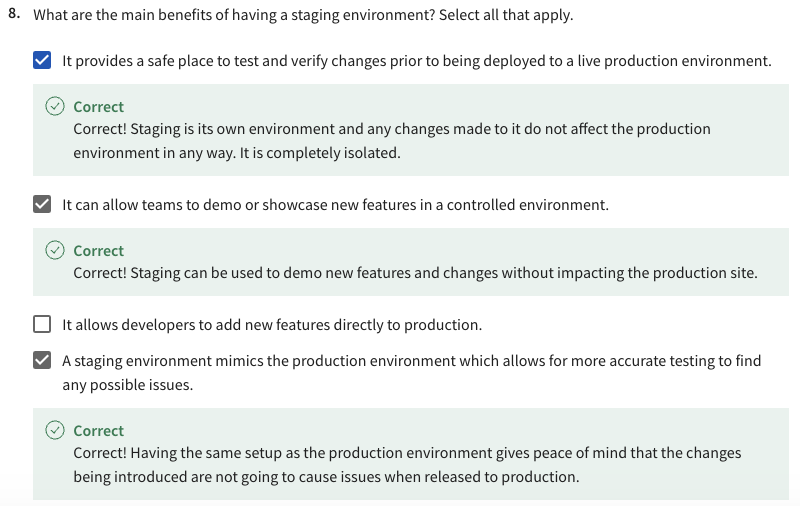 8. What are the main benefits of having a staging environment? Select all that apply.
It provides a safe place to test and verify changes prior to being deployed to a live production environment.
Correct
Correct! Staging is its own environment and any changes made to it do not affect the production
environment in any way. It is completely isolated.
It can allow teams to demo or showcase new features in a controlled environment.
Correct
Correct! Staging can be used to demo new features and changes without impacting the production site.
It allows developers to add new features directly to production.
A staging environment mimics the production environment which allows for more accurate testing to find
any possible issues.
Correct
Correct! Having the same setup as the production environment gives peace of mind that the changes
being introduced are not going to cause issues when released to production.